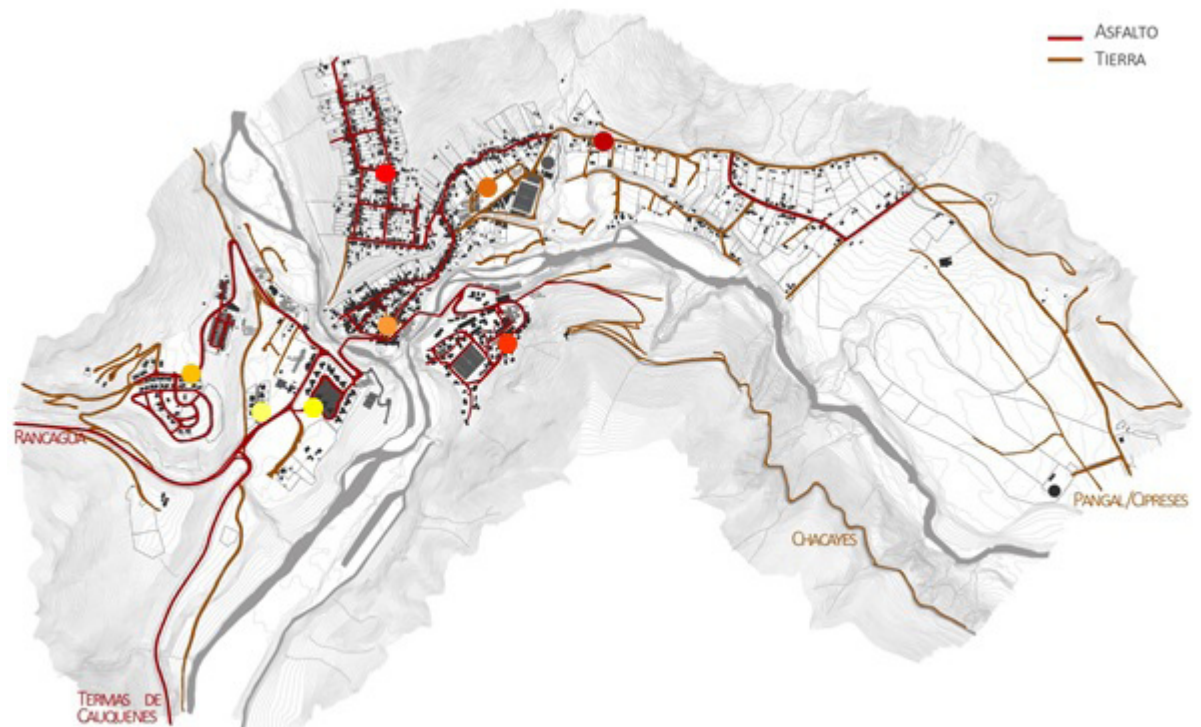 ASFALTO
TIERRA
RANCAGUA
PANGAL/CIPRESES
CHACAYES
TERMAS DE
CAUQUENES